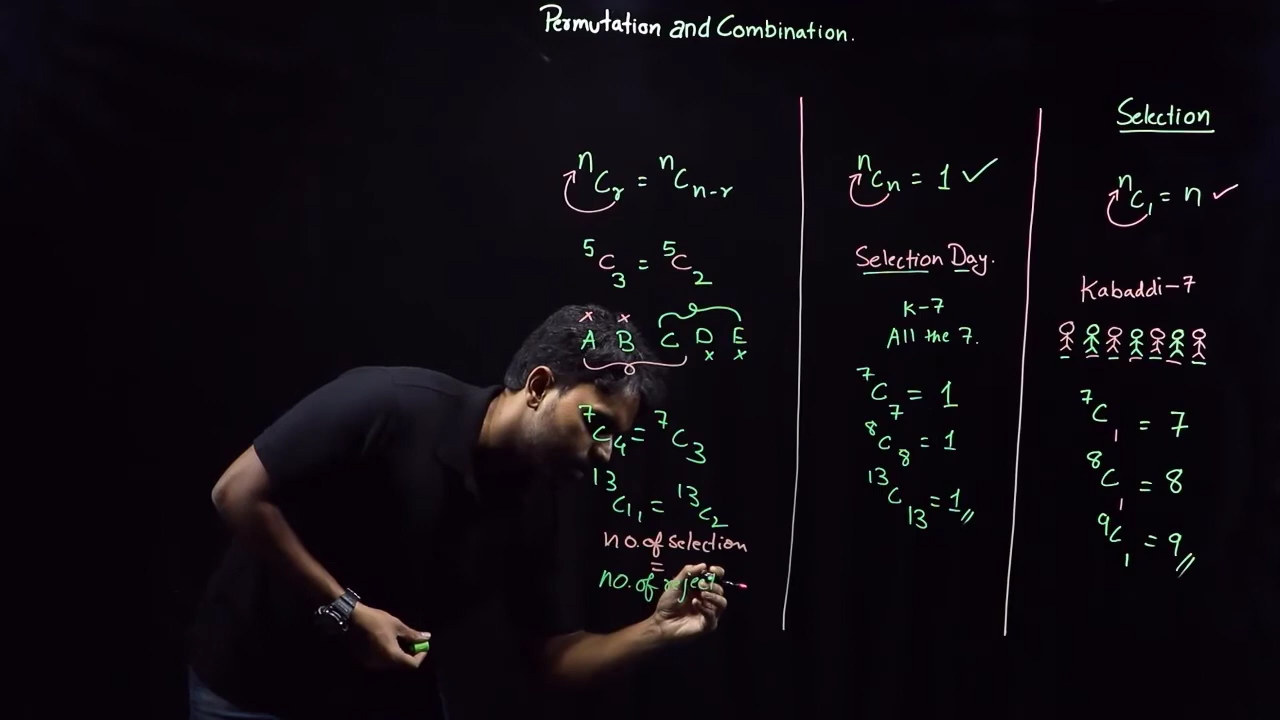 Permutation and Combination.
ⁿCᵣ = ⁿCₙ₋ᵣ
⁵C₃ = ⁵C₂
x x
A B C D E
x x
⁷C₄ = ⁷C₃
¹³C₁₁ = ¹³C₂
no. of selection
=
no. of reject
ⁿCₙ = 1 ✓
Selection Day.
K-7
All the 7.
⁷C₇ = 1
⁸C₈ = 1
¹³C₁₃ = 1//
Selection
ⁿC₁ = n ✓
Kabaddi-7
⁷C₁ = 7
⁸C₁ = 8
⁹C₁ = 9//